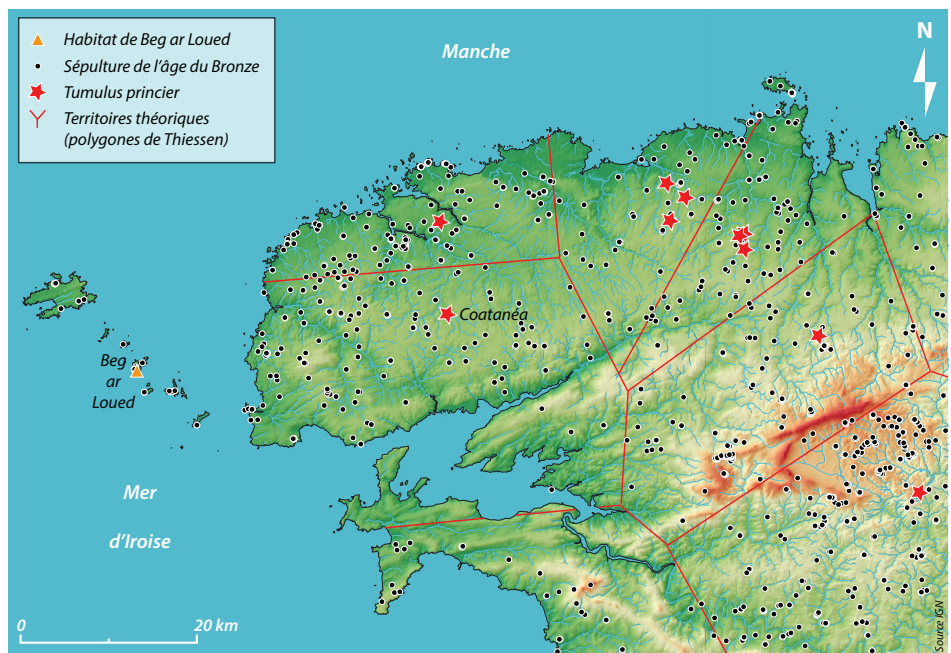 Habitat de Beg ar Loued
Sépulture de l'âge du Bronze
Tumulus princier
Territoires théoriques
(polygones de Thiessen)
Manche
N
Coatanéa
Beg
ar
Loued
Mer
d'Iroise
0 20 km
Source IGN